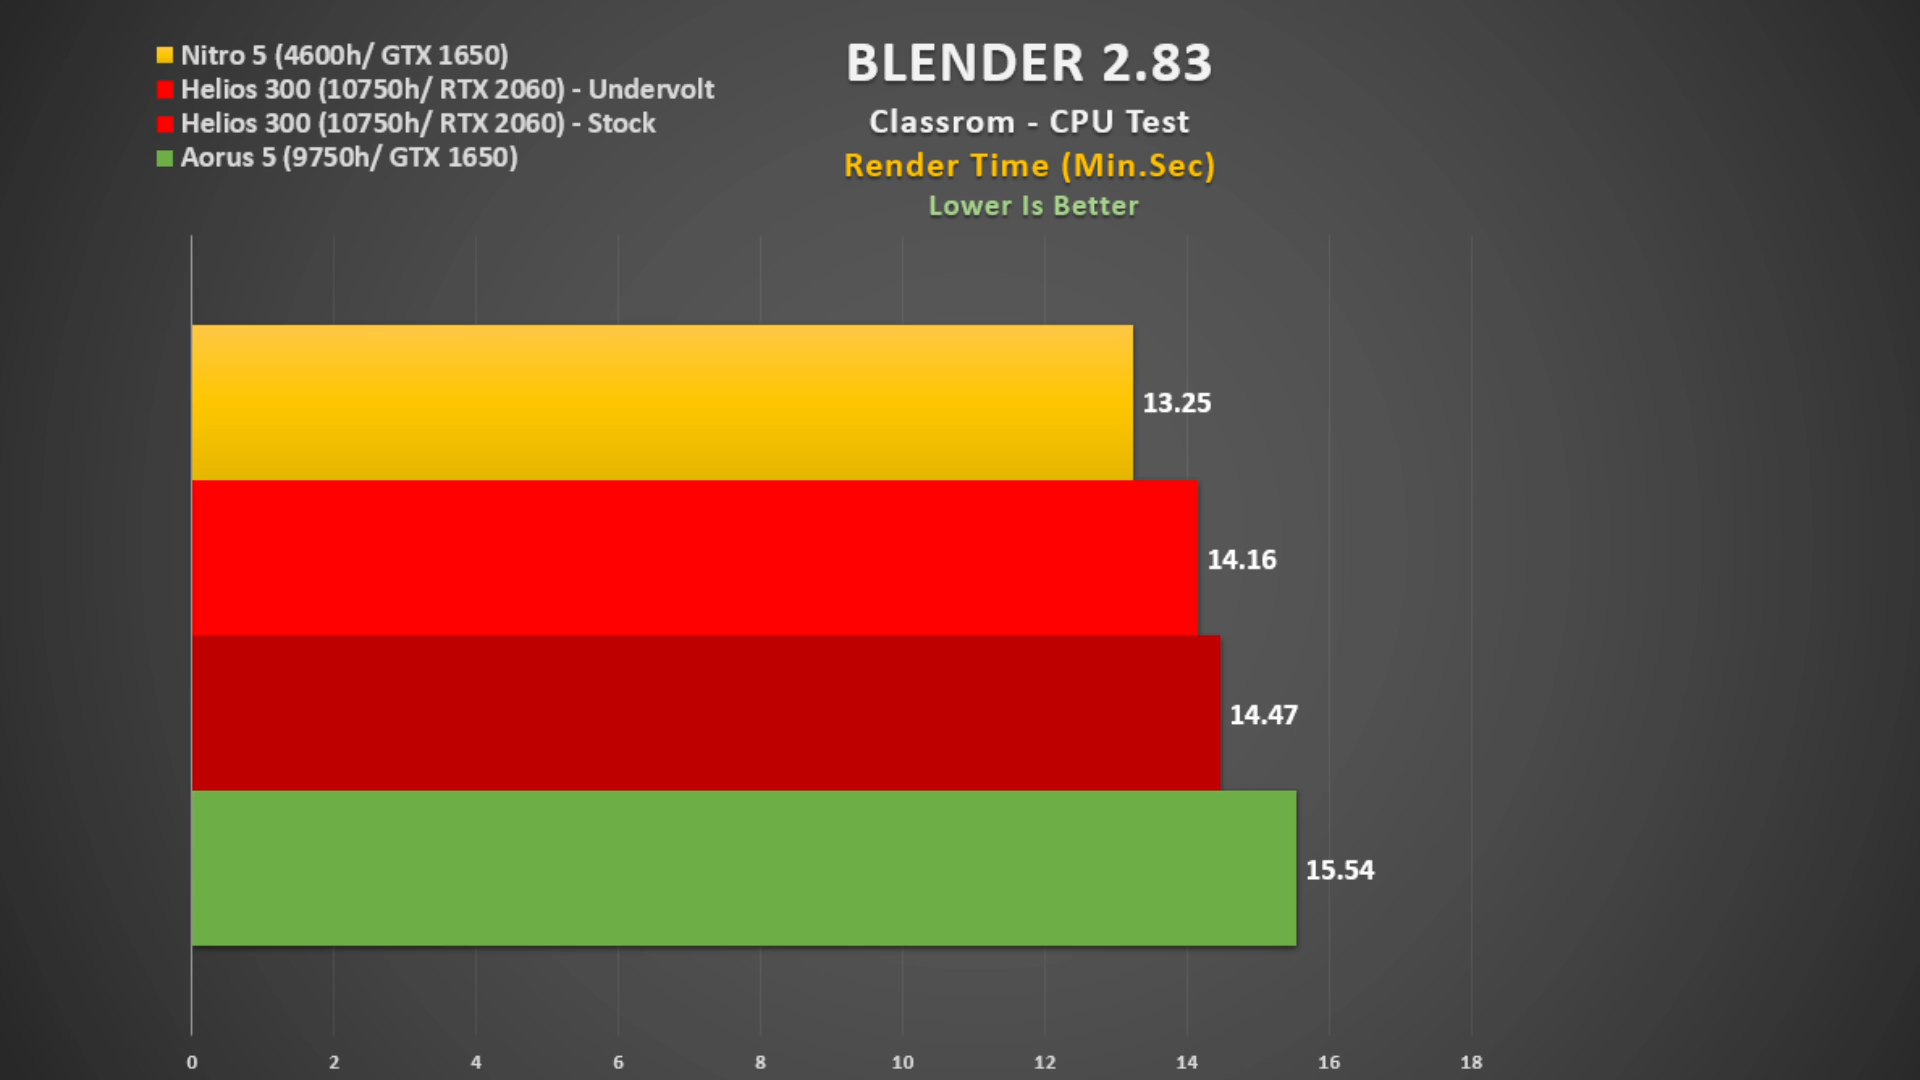 Nitro 5 (4600h/ GTX 1650)
Helios 300 (10750h/ RTX 2060) - Undervolt
Helios 300 (10750h/ RTX 2060) - Stock
Aorus 5 (9750h/ GTX 1650)
BLENDER 2.83
Classrom - CPU Test
Render Time (Min.Sec)
Lower Is Better
13.25
14.16
14.47
15.54
0 2 4 6 8 10 12 14 16 18